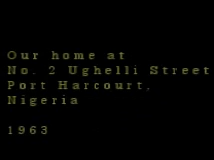 Our home at
No. 2 Ughelli Street
Port Harcourt,
Nigeria
1963